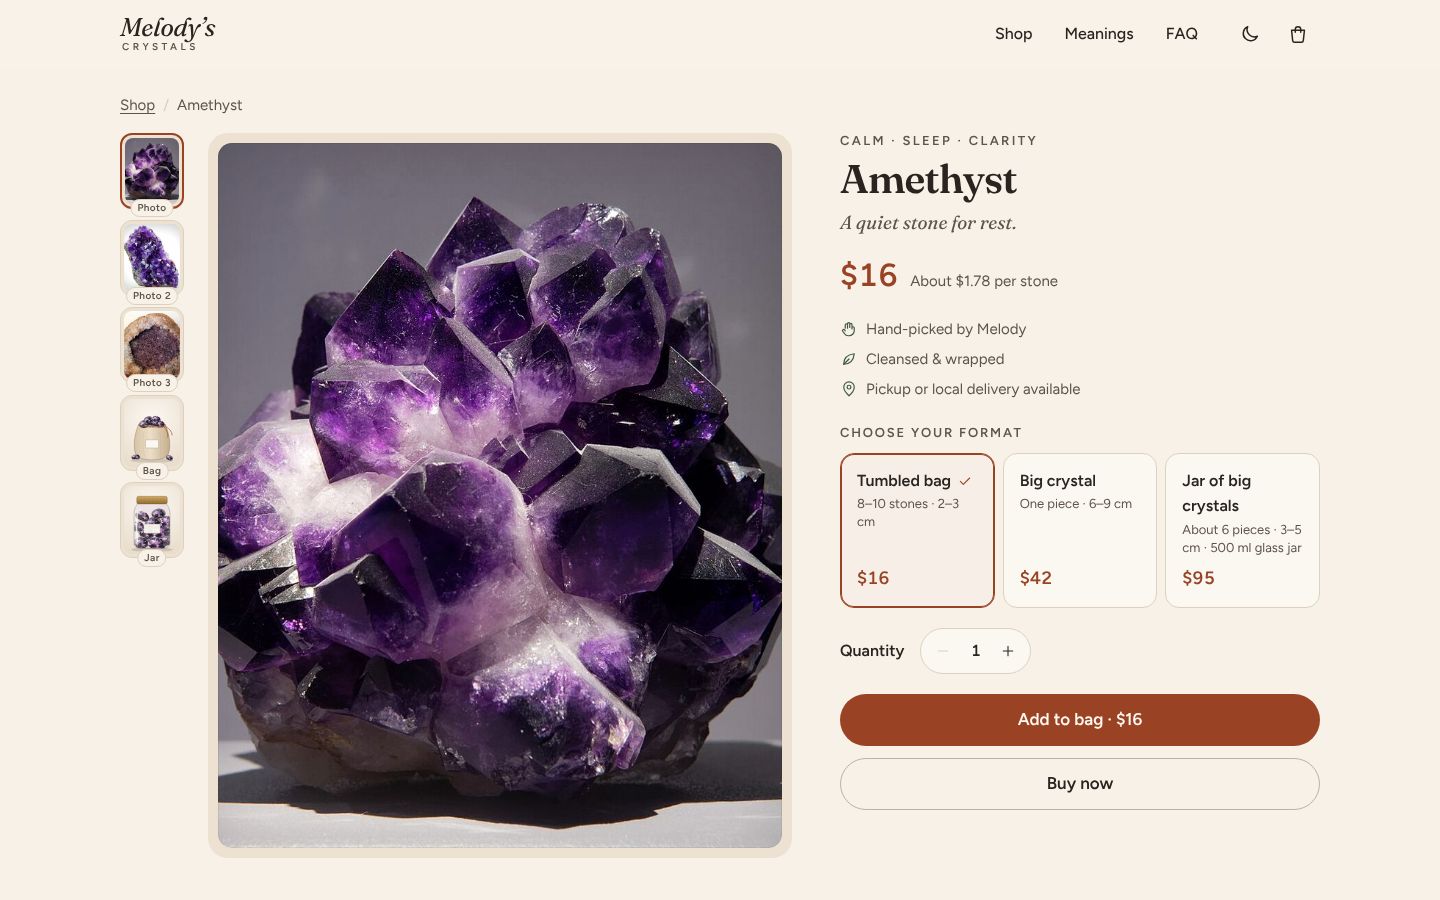 Melody's
CRYSTALS
Shop
Meanings
FAQ
Shop / Amethyst
Photo
Photo 2
Photo 3
Bag
Jar
CALM · SLEEP · CLARITY
Amethyst
A quiet stone for rest.
$16 About $1.78 per stone
Hand-picked by Melody
Cleansed & wrapped
Pickup or local delivery available
CHOOSE YOUR FORMAT
Tumbled bag
8–10 stones · 2–3
cm
$16
Big crystal
One piece · 6–9 cm
$42
Jar of big
crystals
About 6 pieces · 3–5
cm · 500 ml glass jar
$95
Quantity
1
Add to bag · $16
Buy now